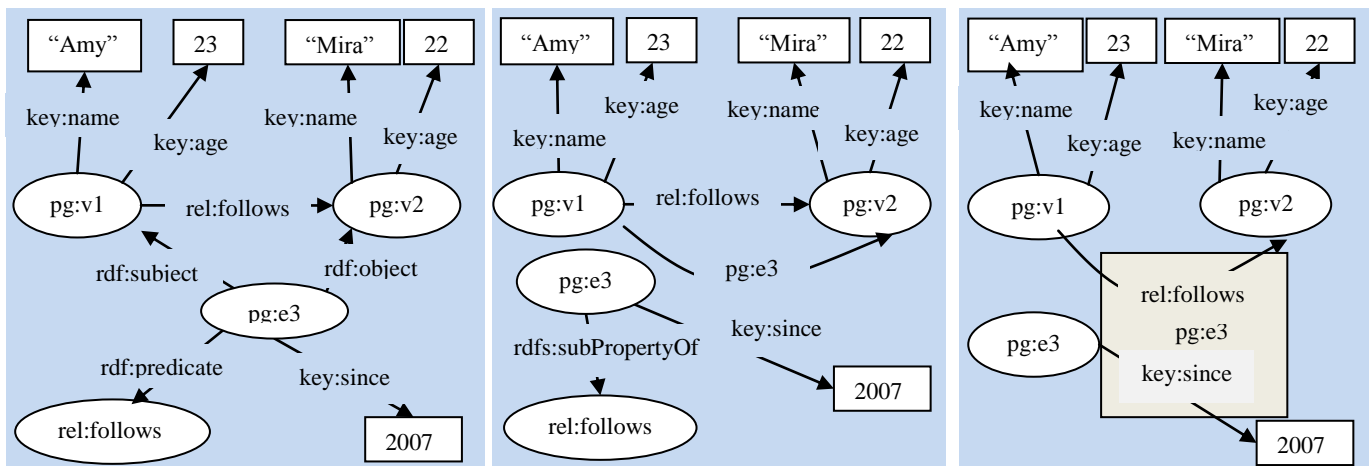 “Amy”
23
“Mira”
22
key:name
key:age
key:name
key:age
pg:v1
rel:follows
pg:v2
rdf:subject
rdf:object
pg:e3
rdf:predicate
key:since
rel:follows
2007
“Amy”
23
“Mira”
22
key:name
key:age
key:name
key:age
pg:v1
rel:follows
pg:v2
pg:e3
pg:e3
key:since
rdfs:subPropertyOf
2007
rel:follows
“Amy”
23
“Mira”
22
key:name
key:age
key:name
key:age
pg:v1
pg:v2
rel:follows
pg:e3
pg:e3
key:since
2007